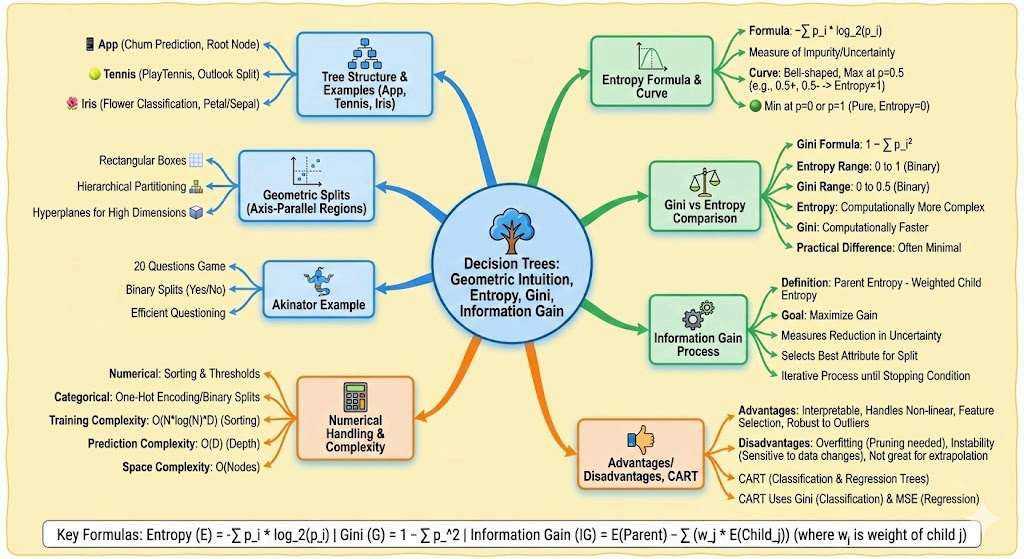 App (Churn Prediction, Root Node)
Tennis (PlayTennis, Outlook Split)
Iris (Flower Classification, Petal/Sepal)
Tree Structure &
Examples (App,
Tennis, Iris)
Rectangular Boxes
Hierarchical Partitioning
Hyperplanes for High Dimensions
Geometric Splits
(Axis-Parallel Regions)
20 Questions Game
Binary Splits (Yes/No)
Efficient Questioning
Akinator Example
Numerical: Sorting & Thresholds
Categorical: One-Hot Encoding/Binary Splits
Training Complexity: O(N*log(N)*D) (Sorting)
Prediction Complexity: O(D) (Depth)
Space Complexity: O(Nodes)
Numerical
Handling &
Complexity
Decision Trees:
Geometric Intuition,
Entropy, Gini,
Information Gain
Entropy Formula &
Curve
Formula: −∑ p_i * log_2(p_i)
Measure of Impurity/Uncertainty
Curve: Bell-shaped, Max at p=0.5
(e.g., 0.5+, 0.5- -> Entropy≠1)
Min at p=0 or p=1 (Pure, Entropy=0)
Gini vs Entropy
Comparison
Gini Formula: 1 − ∑ p_i²
Entropy Range: 0 to 1 (Binary)
Gini Range: 0 to 0.5 (Binary)
Entropy: Computationally More Complex
Gini: Computationally Faster
Practical Difference: Often Minimal
Information Gain
Process
Definition: Parent Entropy - Weighted Child
Entropy
Goal: Maximize Gain
Measures Reduction in Uncertainty
Selects Best Attribute for Split
Iterative Process until Stopping Condition
Advantages/
Disadvantages, CART
Advantages: Interpretable, Handles Non-linear, Feature
Selection, Robust to Outliers
Disadvantages: Overfitting (Pruning needed), Instability
(Sensitive to data changes), Not great for extrapolation
CART (Classification & Regression Trees)
CART Uses Gini (Classification) & MSE (Regression)
Key Formulas: Entropy (E) = -∑ p_i * log_2(p_i) | Gini (G) = 1 − ∑ p_^2 | Information Gain (IG) = E(Parent) − ∑ (w_j * E(Child_j)) (where w_j is weight of child j)